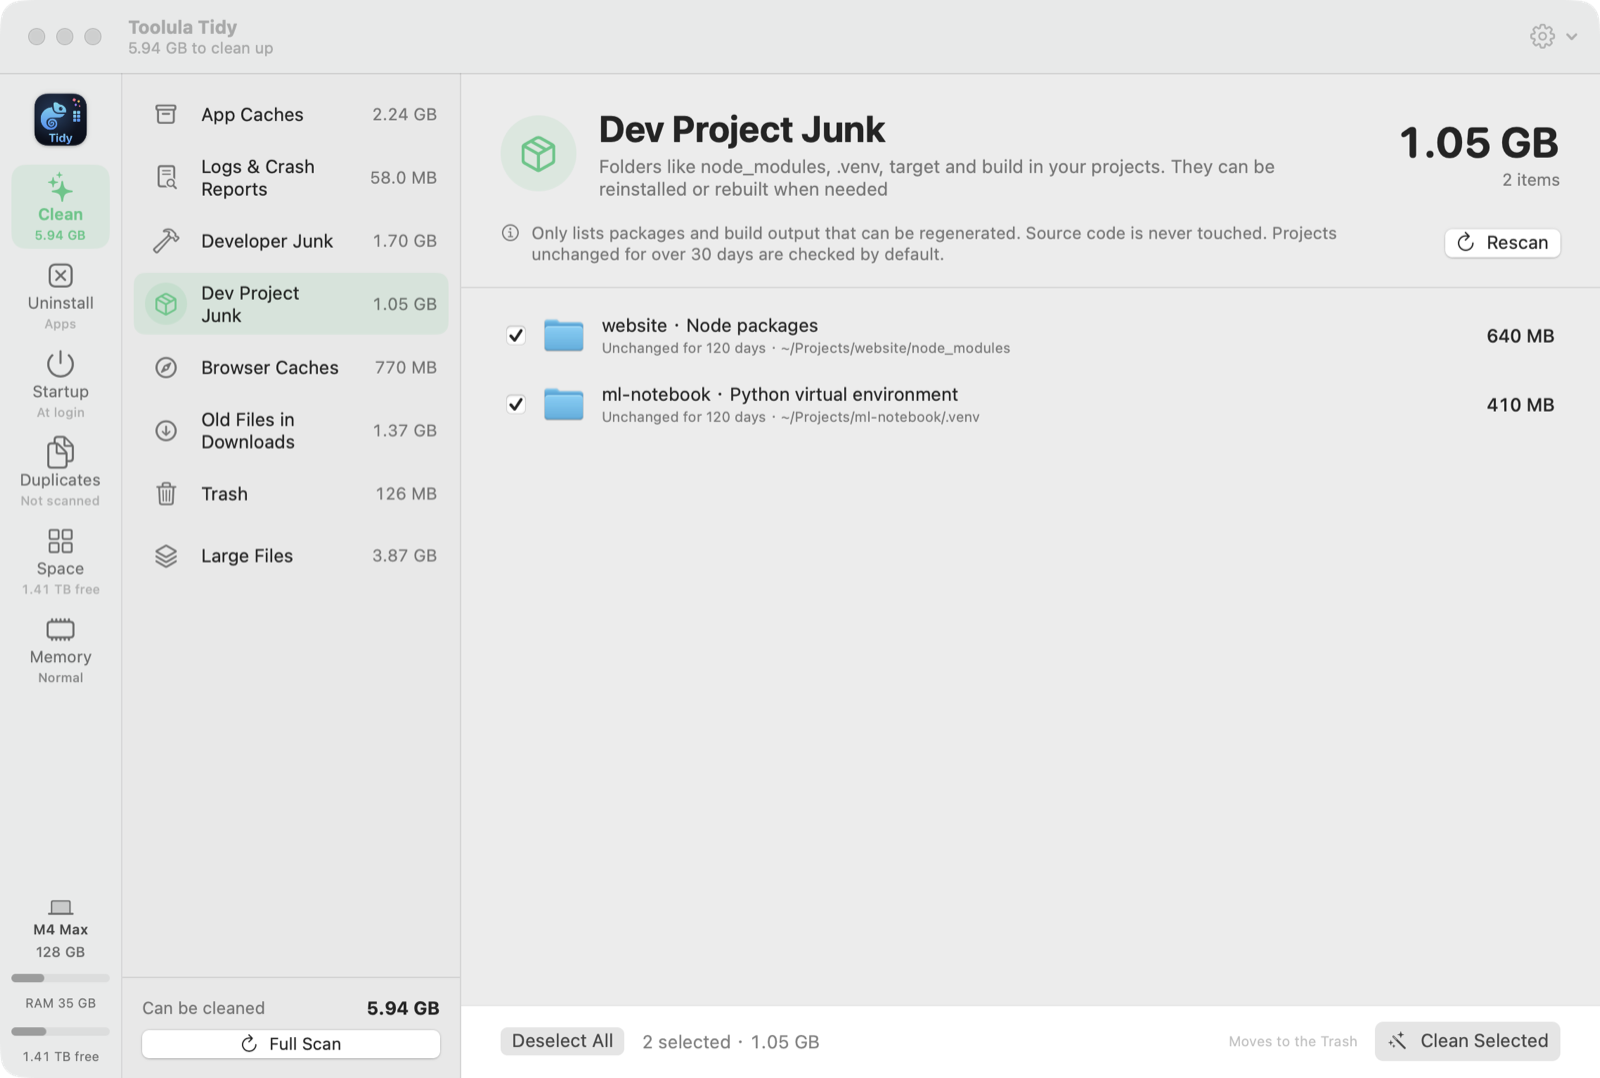 Toolula Tidy
5.94 GB to clean up
Tidy
Clean
5.94 GB
Uninstall
Apps
Startup
At login
Duplicates
Not scanned
Space
1.41 TB free
Memory
Normal
M4 Max
128 GB
RAM 35 GB
1.41 TB free
App Caches 2.24 GB
Logs & Crash
Reports 58.0 MB
Developer Junk 1.70 GB
Dev Project
Junk 1.05 GB
Browser Caches 770 MB
Old Files in
Downloads 1.37 GB
Trash 126 MB
Large Files 3.87 GB
Can be cleaned 5.94 GB
Full Scan
Dev Project Junk
Folders like node_modules, .venv, target and build in your projects. They can be
reinstalled or rebuilt when needed
1.05 GB
2 items
Only lists packages and build output that can be regenerated. Source code is never touched. Projects
unchanged for over 30 days are checked by default.
Rescan
website · Node packages
Unchanged for 120 days · ~/Projects/website/node_modules
640 MB
ml-notebook · Python virtual environment
Unchanged for 120 days · ~/Projects/ml-notebook/.venv
410 MB
Deselect All 2 selected · 1.05 GB
Moves to the Trash Clean Selected